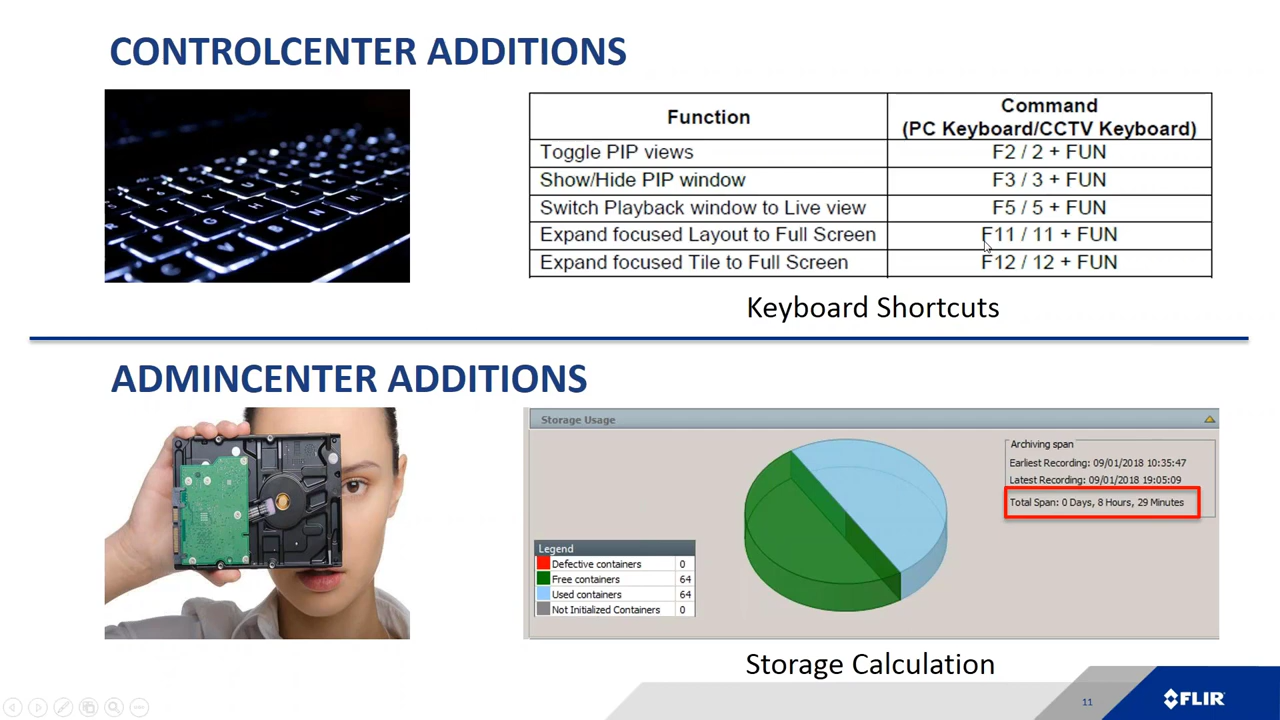 CONTROLCENTER ADDITIONS
Function
Command
(PC Keyboard/CCTV Keyboard)
Toggle PIP views
F2 / 2 + FUN
Show/Hide PIP window
F3 / 3 + FUN
Switch Playback window to Live view
F5 / 5 + FUN
Expand focused Layout to Full Screen
F11 / 11 + FUN
Expand focused Tile to Full Screen
F12 / 12 + FUN
Keyboard Shortcuts
ADMINCENTER ADDITIONS
Storage Usage
Archiving span
Earliest Recording: 09/01/2018 10:35:47
Latest Recording: 09/01/2018 19:05:09
Total Span: 0 Days, 8 Hours, 29 Minutes
Legend
Defective containers 0
Free containers 64
Used containers 64
Not Initialized Containers 0
Storage Calculation
11
FLIR